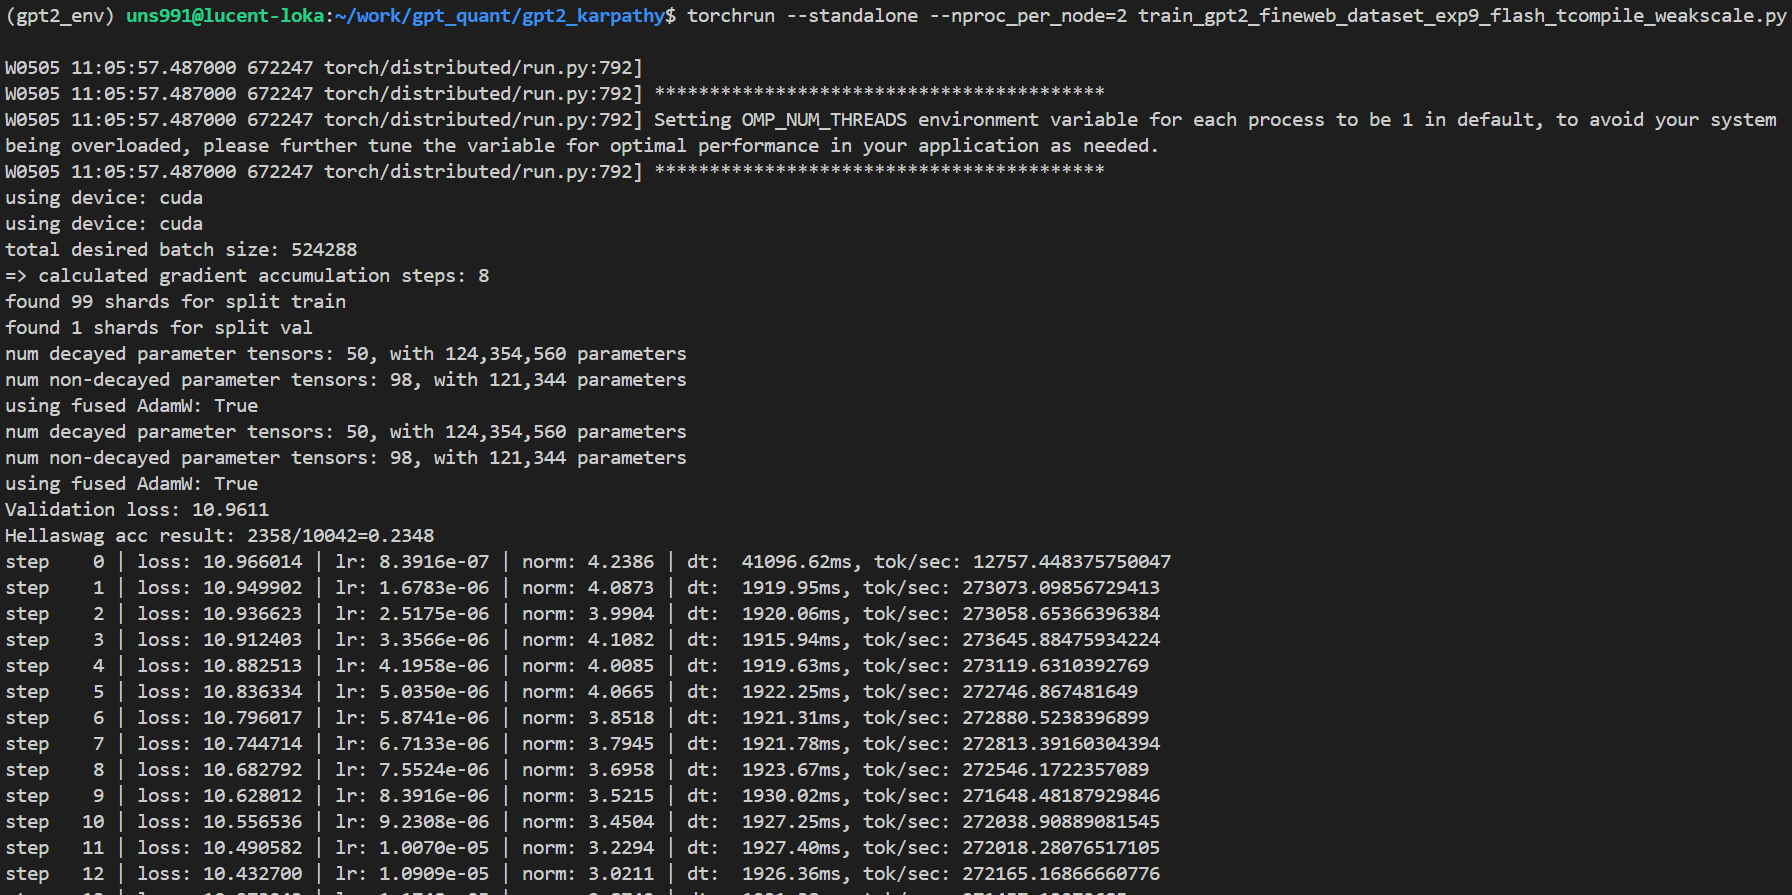 (gpt2_env) uns991@lucent-loka:~/work/gpt_quant/gpt2_karpathy$ torchrun --standalone --nproc_per_node=2 train_gpt2_fineweb_dataset_exp9_flash_tcompile_weakscale.py
W0505 11:05:57.487000 672247 torch/distributed/run.py:792]
W0505 11:05:57.487000 672247 torch/distributed/run.py:792] *****************************************
W0505 11:05:57.487000 672247 torch/distributed/run.py:792] Setting OMP_NUM_THREADS environment variable for each process to be 1 in default, to avoid your system
being overloaded, please further tune the variable for optimal performance in your application as needed.
W0505 11:05:57.487000 672247 torch/distributed/run.py:792] *****************************************
using device: cuda
using device: cuda
total desired batch size: 524288
=> calculated gradient accumulation steps: 8
found 99 shards for split train
found 1 shards for split val
num decayed parameter tensors: 50, with 124,354,560 parameters
num non-decayed parameter tensors: 98, with 121,344 parameters
using fused AdamW: True
num decayed parameter tensors: 50, with 124,354,560 parameters
num non-decayed parameter tensors: 98, with 121,344 parameters
using fused AdamW: True
Validation loss: 10.9611
Hellaswag acc result: 2358/10042=0.2348
step    0 | loss: 10.966014 | lr: 8.3916e-07 | norm: 4.2386 | dt:  41096.62ms, tok/sec: 12757.448375750047
step    1 | loss: 10.949902 | lr: 1.6783e-06 | norm: 4.0873 | dt:  1919.95ms, tok/sec: 273073.09856729413
step    2 | loss: 10.936623 | lr: 2.5175e-06 | norm: 3.9904 | dt:  1920.06ms, tok/sec: 273058.65366396384
step    3 | loss: 10.912403 | lr: 3.3566e-06 | norm: 4.1082 | dt:  1915.94ms, tok/sec: 273645.88475934224
step    4 | loss: 10.882513 | lr: 4.1958e-06 | norm: 4.0085 | dt:  1919.63ms, tok/sec: 273119.6310392769
step    5 | loss: 10.836334 | lr: 5.0350e-06 | norm: 4.0665 | dt:  1922.25ms, tok/sec: 272746.867481649
step    6 | loss: 10.796017 | lr: 5.8741e-06 | norm: 3.8518 | dt:  1921.31ms, tok/sec: 272880.5238396899
step    7 | loss: 10.744714 | lr: 6.7133e-06 | norm: 3.7945 | dt:  1921.78ms, tok/sec: 272813.39160304394
step    8 | loss: 10.682792 | lr: 7.5524e-06 | norm: 3.6958 | dt:  1923.67ms, tok/sec: 272546.1722357089
step    9 | loss: 10.628012 | lr: 8.3916e-06 | norm: 3.5215 | dt:  1930.02ms, tok/sec: 271648.48187929846
step   10 | loss: 10.556536 | lr: 9.2308e-06 | norm: 3.4504 | dt:  1927.25ms, tok/sec: 272038.90889081545
step   11 | loss: 10.490582 | lr: 1.0070e-05 | norm: 3.2294 | dt:  1927.40ms, tok/sec: 272018.28076517105
step   12 | loss: 10.432700 | lr: 1.0909e-05 | norm: 3.0211 | dt:  1926.36ms, tok/sec: 272165.16866660776